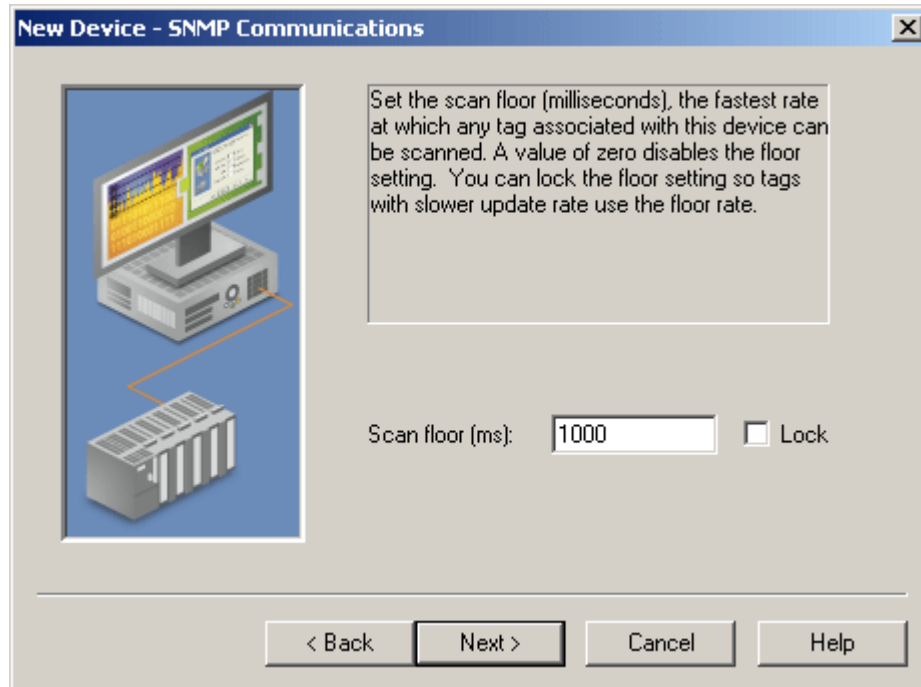 New Device - SNMP Communications
Set the scan floor (milliseconds), the fastest rate
at which any tag associated with this device can
be scanned. A value of zero disables the floor
setting.  You can lock the floor setting so tags
with slower update rate use the floor rate.
Scan floor (ms): 1000 Lock
< Back Next > Cancel Help